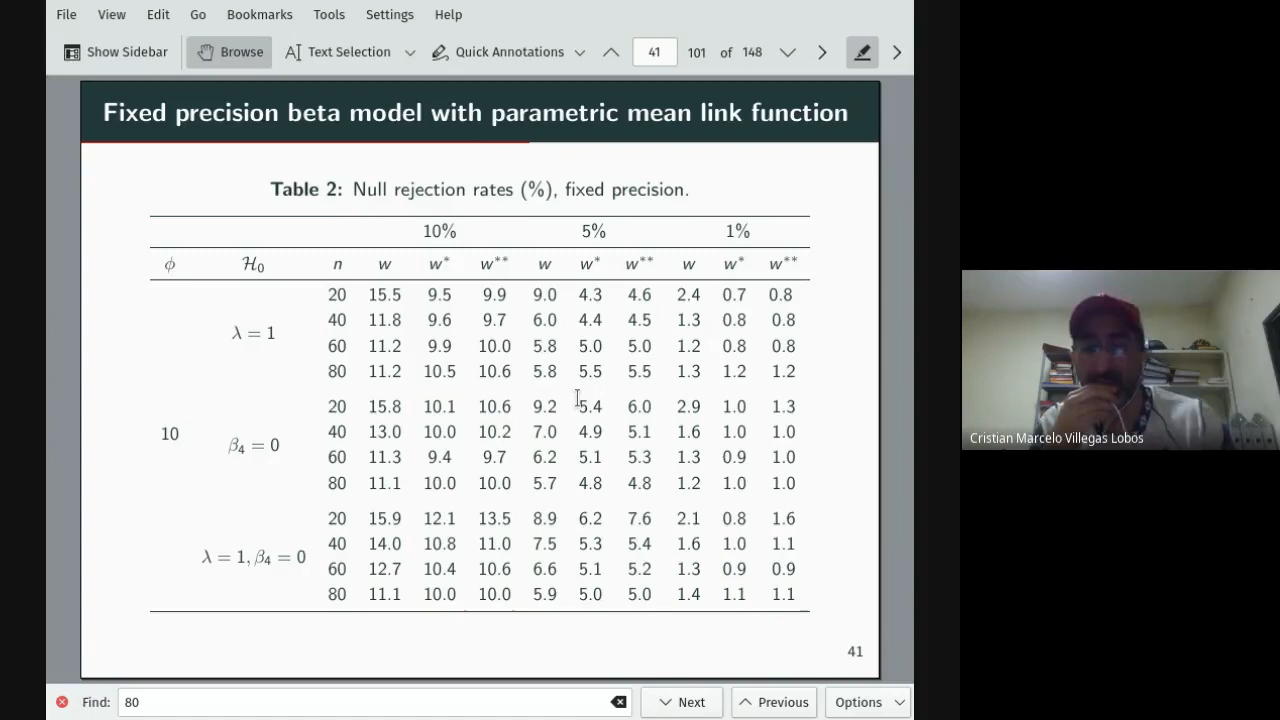 File View Edit Go Bookmarks Tools Settings Help
Show Sidebar Browse Text Selection Quick Annotations 41 101 of 148
Fixed precision beta model with parametric mean link function
Table 2: Null rejection rates (%), fixed precision.
10% 5% 1%
ϕ ℋ₀ n w w* w** w w* w** w w* w**
20 15.5 9.5 9.9 9.0 4.3 4.6 2.4 0.7 0.8
40 11.8 9.6 9.7 6.0 4.4 4.5 1.3 0.8 0.8
λ = 1
60 11.2 9.9 10.0 5.8 5.0 5.0 1.2 0.8 0.8
80 11.2 10.5 10.6 5.8 5.5 5.5 1.3 1.2 1.2
20 15.8 10.1 10.6 9.2 5.4 6.0 2.9 1.0 1.3
40 13.0 10.0 10.2 7.0 4.9 5.1 1.6 1.0 1.0
10 β₄ = 0
60 11.3 9.4 9.7 6.2 5.1 5.3 1.3 0.9 1.0
80 11.1 10.0 10.0 5.7 4.8 4.8 1.2 1.0 1.0
20 15.9 12.1 13.5 8.9 6.2 7.6 2.1 0.8 1.6
40 14.0 10.8 11.0 7.5 5.3 5.4 1.6 1.0 1.1
λ = 1, β₄ = 0
60 12.7 10.4 10.6 6.6 5.1 5.2 1.3 0.9 0.9
80 11.1 10.0 10.0 5.9 5.0 5.0 1.4 1.1 1.1
41
Find: 80 Next Previous Options
Cristian Marcelo Villegas Lobos